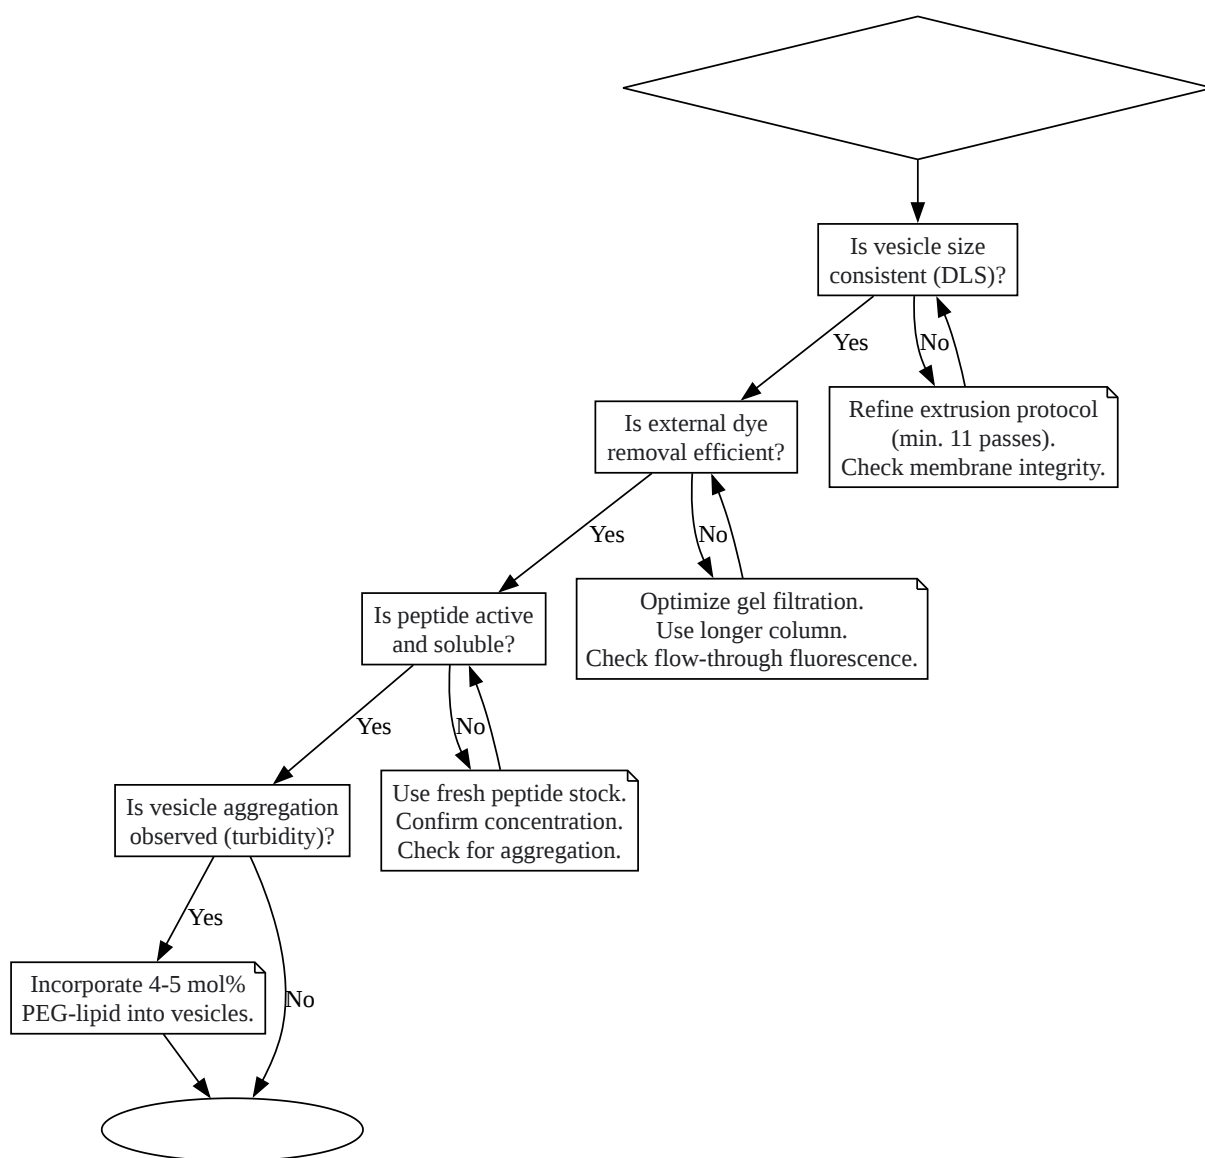 Is vesicle size
consistent (DLS)?
Yes
No
Refine extrusion protocol
(min. 11 passes).
Check membrane integrity.
Is external dye
removal efficient?
Yes
No
Optimize gel filtration.
Use longer column.
Check flow-through fluorescence.
Is peptide active
and soluble?
Yes
No
Use fresh peptide stock.
Confirm concentration.
Check for aggregation.
Is vesicle aggregation
observed (turbidity)?
Yes
Incorporate 4-5 mol%
PEG-lipid into vesicles.
No